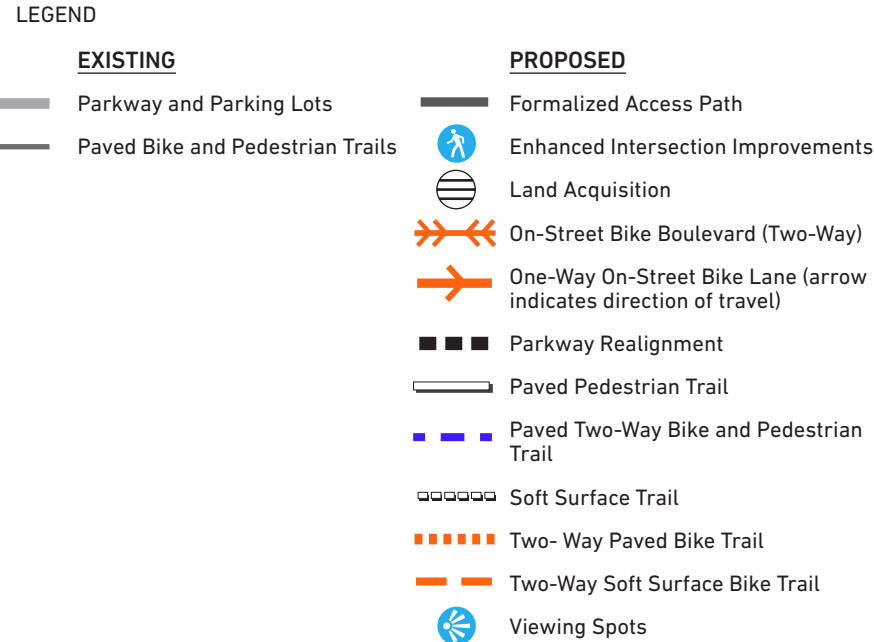 LEGEND
EXISTING
Parkway and Parking Lots
Paved Bike and Pedestrian Trails
PROPOSED
Formalized Access Path
Enhanced Intersection Improvements
Land Acquisition
On-Street Bike Boulevard (Two-Way)
One-Way On-Street Bike Lane (arrow
indicates direction of travel)
Parkway Realignment
Paved Pedestrian Trail
Paved Two-Way Bike and Pedestrian
Trail
Soft Surface Trail
Two- Way Paved Bike Trail
Two-Way Soft Surface Bike Trail
Viewing Spots